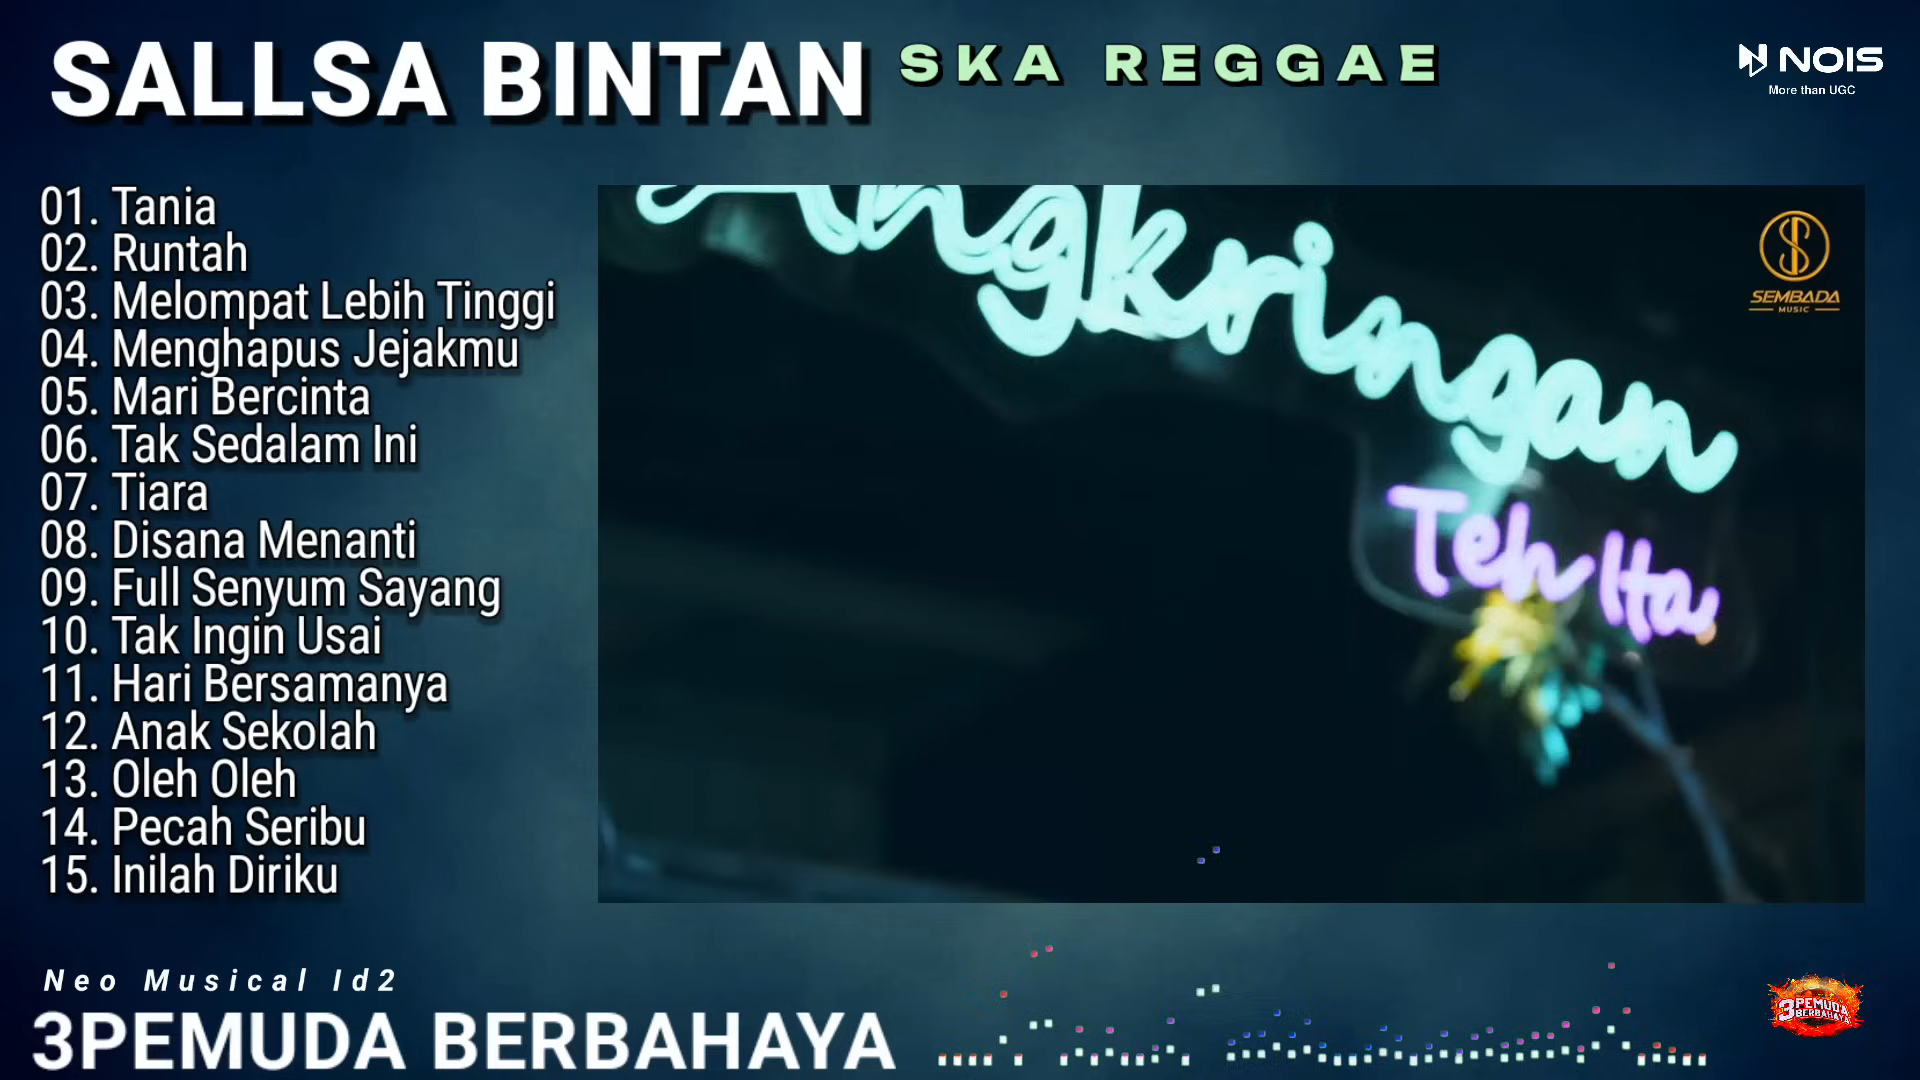 SALLSA BINTAN
SKA REGGAE
NOIS
More than UGC
01. Tania
02. Runtah
03. Melompat Lebih Tinggi
04. Menghapus Jejakmu
05. Mari Bercinta
06. Tak Sedalam Ini
07. Tiara
08. Disana Menanti
09. Full Senyum Sayang
10. Tak Ingin Usai
11. Hari Bersamanya
12. Anak Sekolah
13. Oleh Oleh
14. Pecah Seribu
15. Inilah Diriku
Angkringan
Teh Ita
SEMBADA
MUSIC
Neo Musical Id2
3PEMUDA BERBAHAYA
3PEMUDA
BERBAHAYA